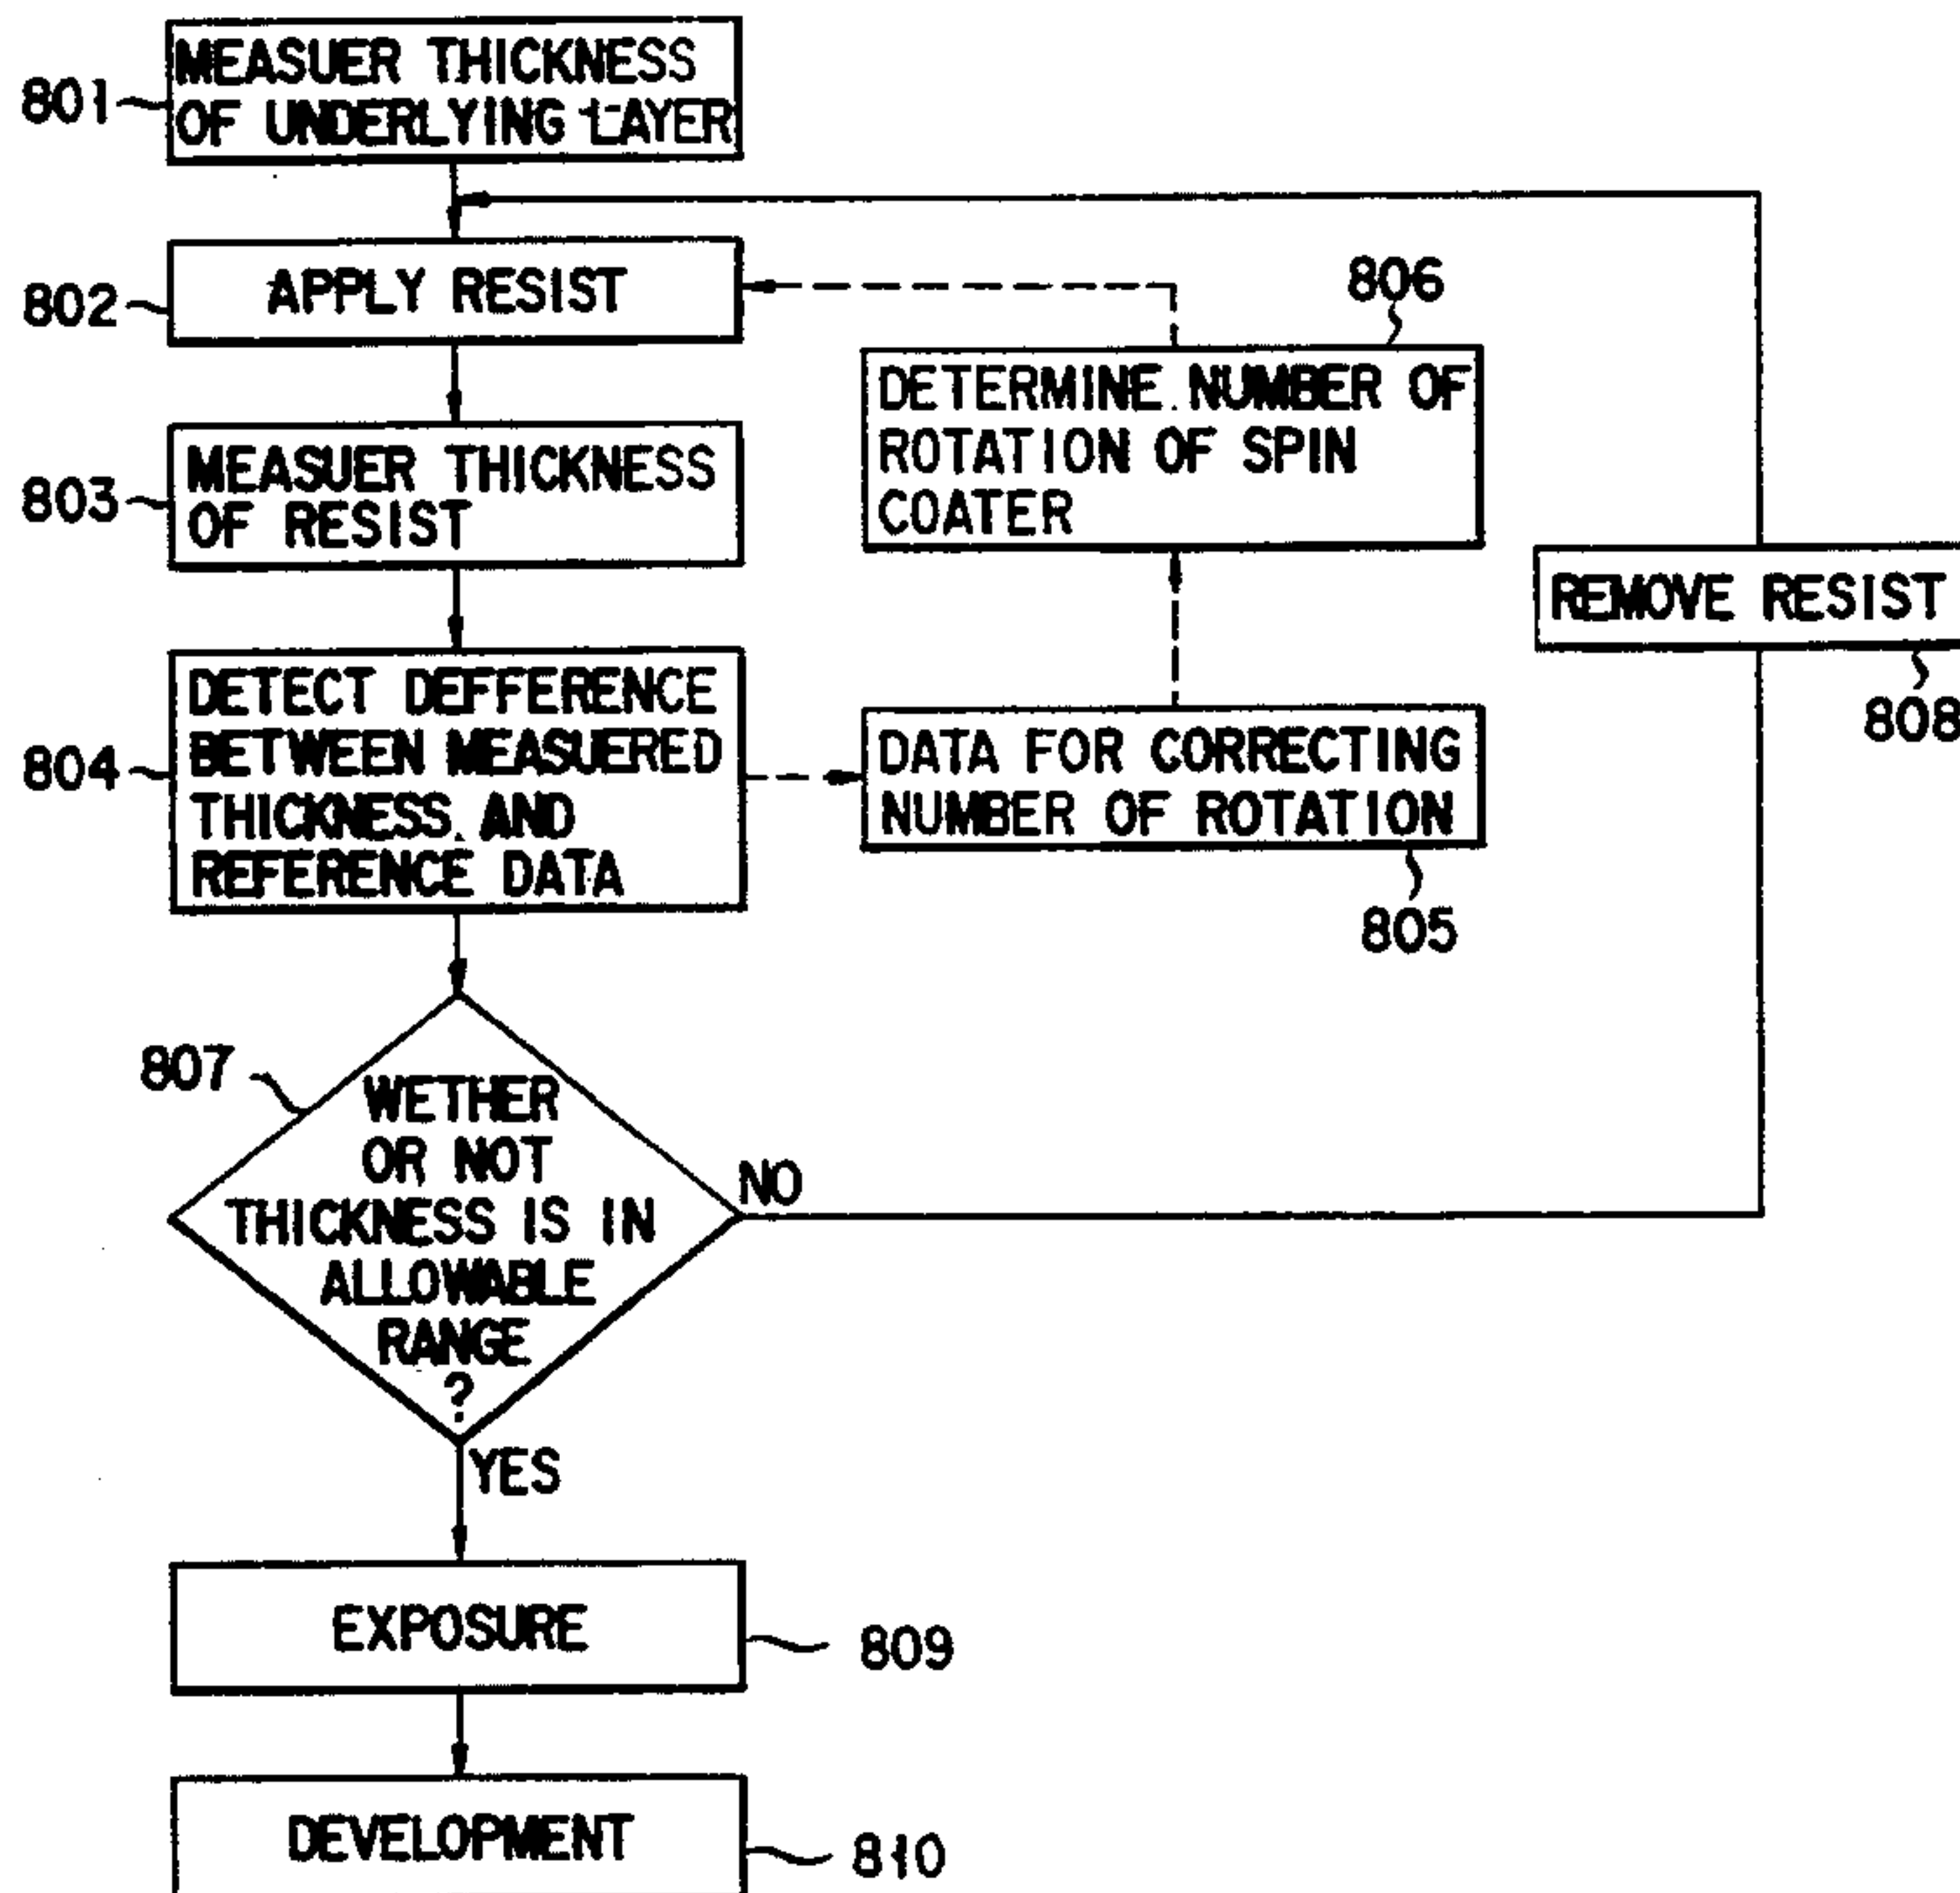 801
MEASUER THICKNESS
OF UNDERLYING LAYER
802
APPLY RESIST
806
DETERMINE NUMBER OF
ROTATION OF SPIN
COATER
803
MEASUER THICKNESS
OF RESIST
REMOVE RESIST
808
804
DETECT DEFFERENCE
BETWEEN MEASUERED
THICKNESS AND
REFERENCE DATA
DATA FOR CORRECTING
NUMBER OF ROTATION
805
807
WETHER
OR NOT
THICKNESS IS IN
ALLOWABLE
RANGE
?
NO
YES
EXPOSURE
809
DEVELOPMENT
810